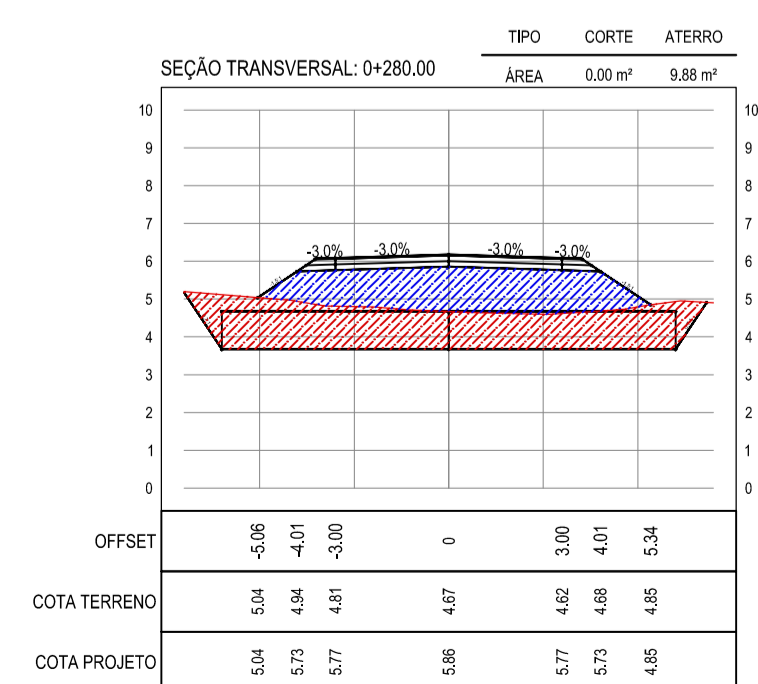 TIPO CORTE ATERRO
SEÇÃO TRANSVERSAL: 0+280.00
ÁREA 0.00 m² 9.88 m²
10 10
9 9
8 8
7 7
6 -3.0% -3.0% -3.0% -3.0% 6
5 5
4 4
3 3
2 2
1 1
0 0
OFFSET -5.06 -4.01 -3.00 0 3.00 4.01 5.34
COTA TERRENO 5.04 4.94 4.81 4.67 4.62 4.68 4.85
COTA PROJETO 5.04 5.73 5.77 5.86 5.77 5.73 4.85